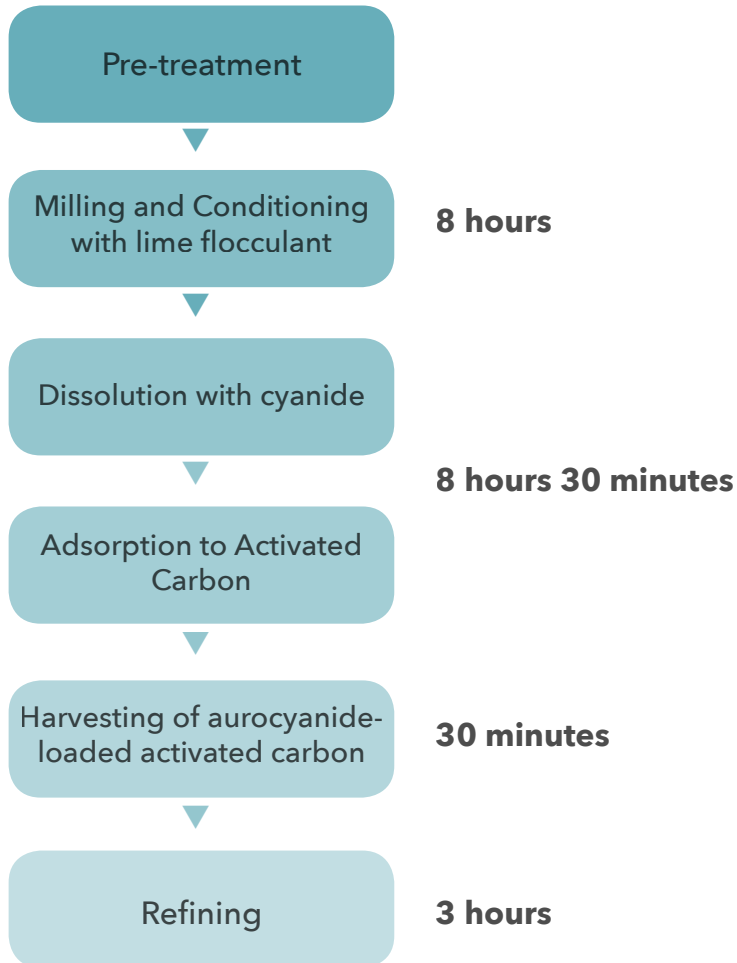 Pre-treatment
Milling and Conditioning
with lime flocculant
8 hours
Dissolution with cyanide
8 hours 30 minutes
Adsorption to Activated
Carbon
Harvesting of aurocyanide-
loaded activated carbon
30 minutes
Refining
3 hours